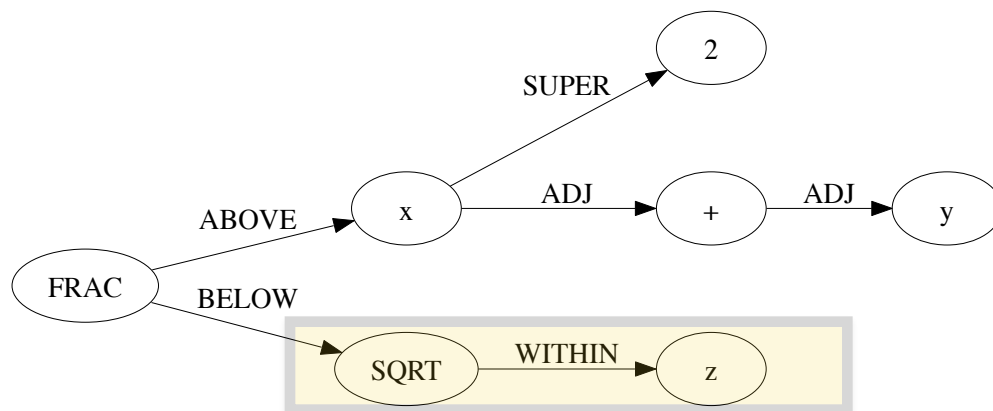 2
SUPER
x
ADJ
+
ADJ
y
ABOVE
FRAC
BELOW
SQRT
WITHIN
z